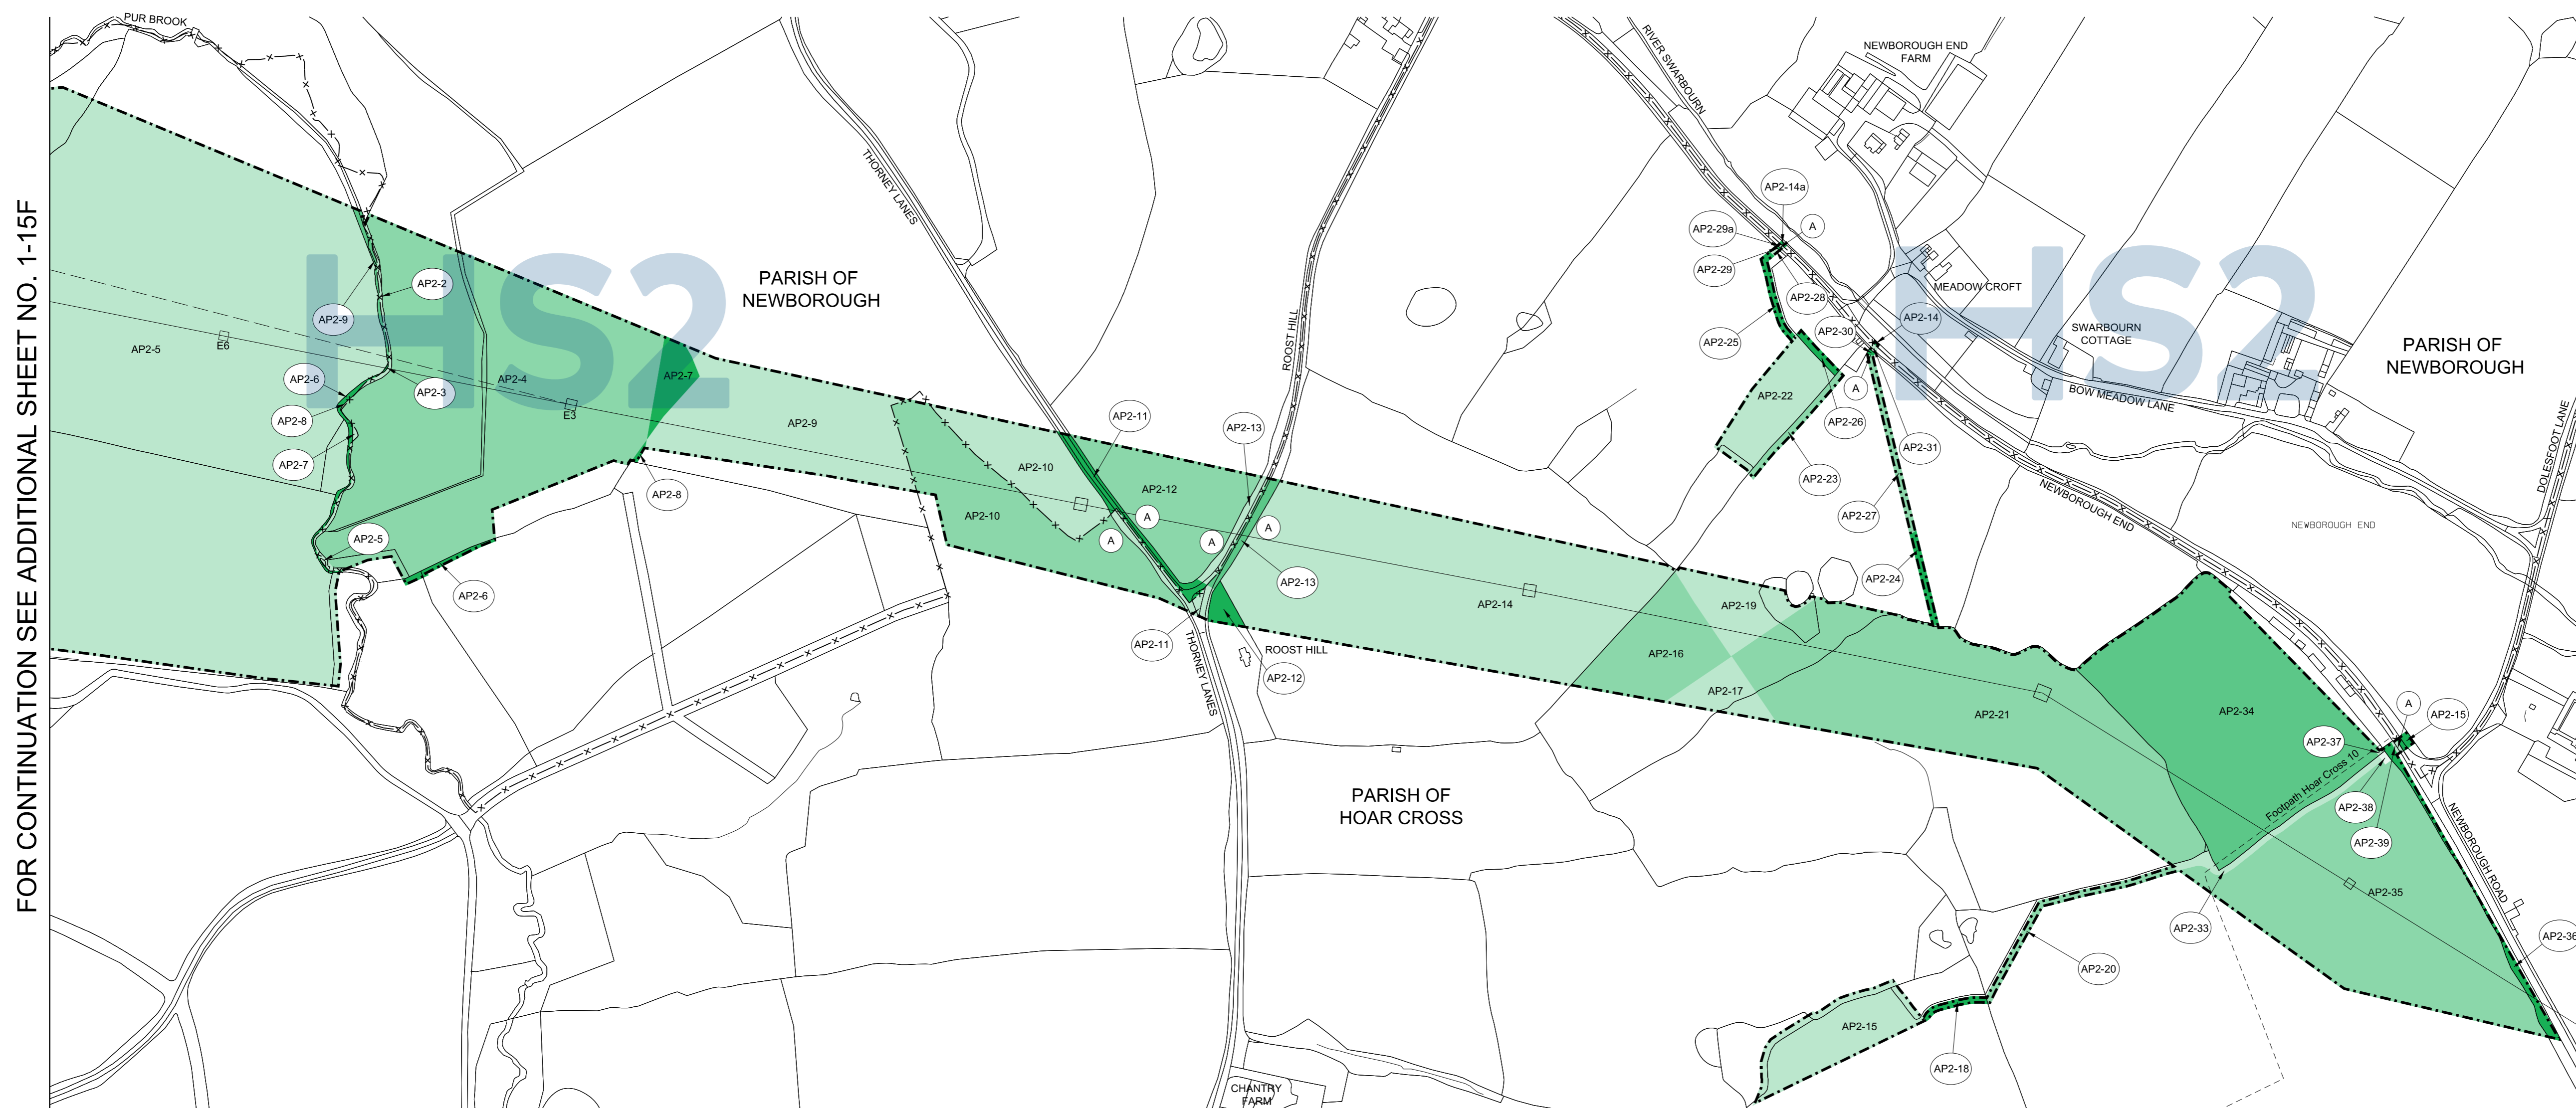 FOR CONTINUATION SEE ADDITIONAL SHEET NO. 1-15F
PUR BROOK
THORNEY LANES
PARISH OF
NEWBOROUGH
HS2
ROOST HILL
RIVER SWARBOURN
NEWBOROUGH END
FARM
AP2-14a
A
AP2-29a
AP2-29
AP2-28
AP2-25
AP2-30
AP2-14
A
MEADOW CROFT
SWARBOURN
COTTAGE
HS2
PARISH OF
NEWBOROUGH
BOW MEADOW LANE
DOLESFOOT LANE
AP2-2
AP2-9
AP2-5
E6
AP2-6
AP2-3
AP2-4
E3
AP2-7
AP2-8
AP2-7
AP2-9
AP2-8
AP2-5
AP2-6
AP2-10
AP2-10
AP2-11
AP2-12
AP2-13
A
A
A
A
AP2-13
AP2-11
AP2-12
ROOST HILL
THORNEY LANES
AP2-14
AP2-22
AP2-26
AP2-23
AP2-31
AP2-27
AP2-24
NEWBOROUGH END
NEWBOROUGH END
AP2-19
AP2-16
AP2-17
AP2-21
AP2-34
A
AP2-15
AP2-37
Footpath Hoar Cross 10
AP2-38
AP2-39
NEWBOROUGH ROAD
AP2-35
AP2-33
AP2-36
AP2-20
AP2-15
AP2-18
PARISH OF
HOAR CROSS
CHANTRY
FARM